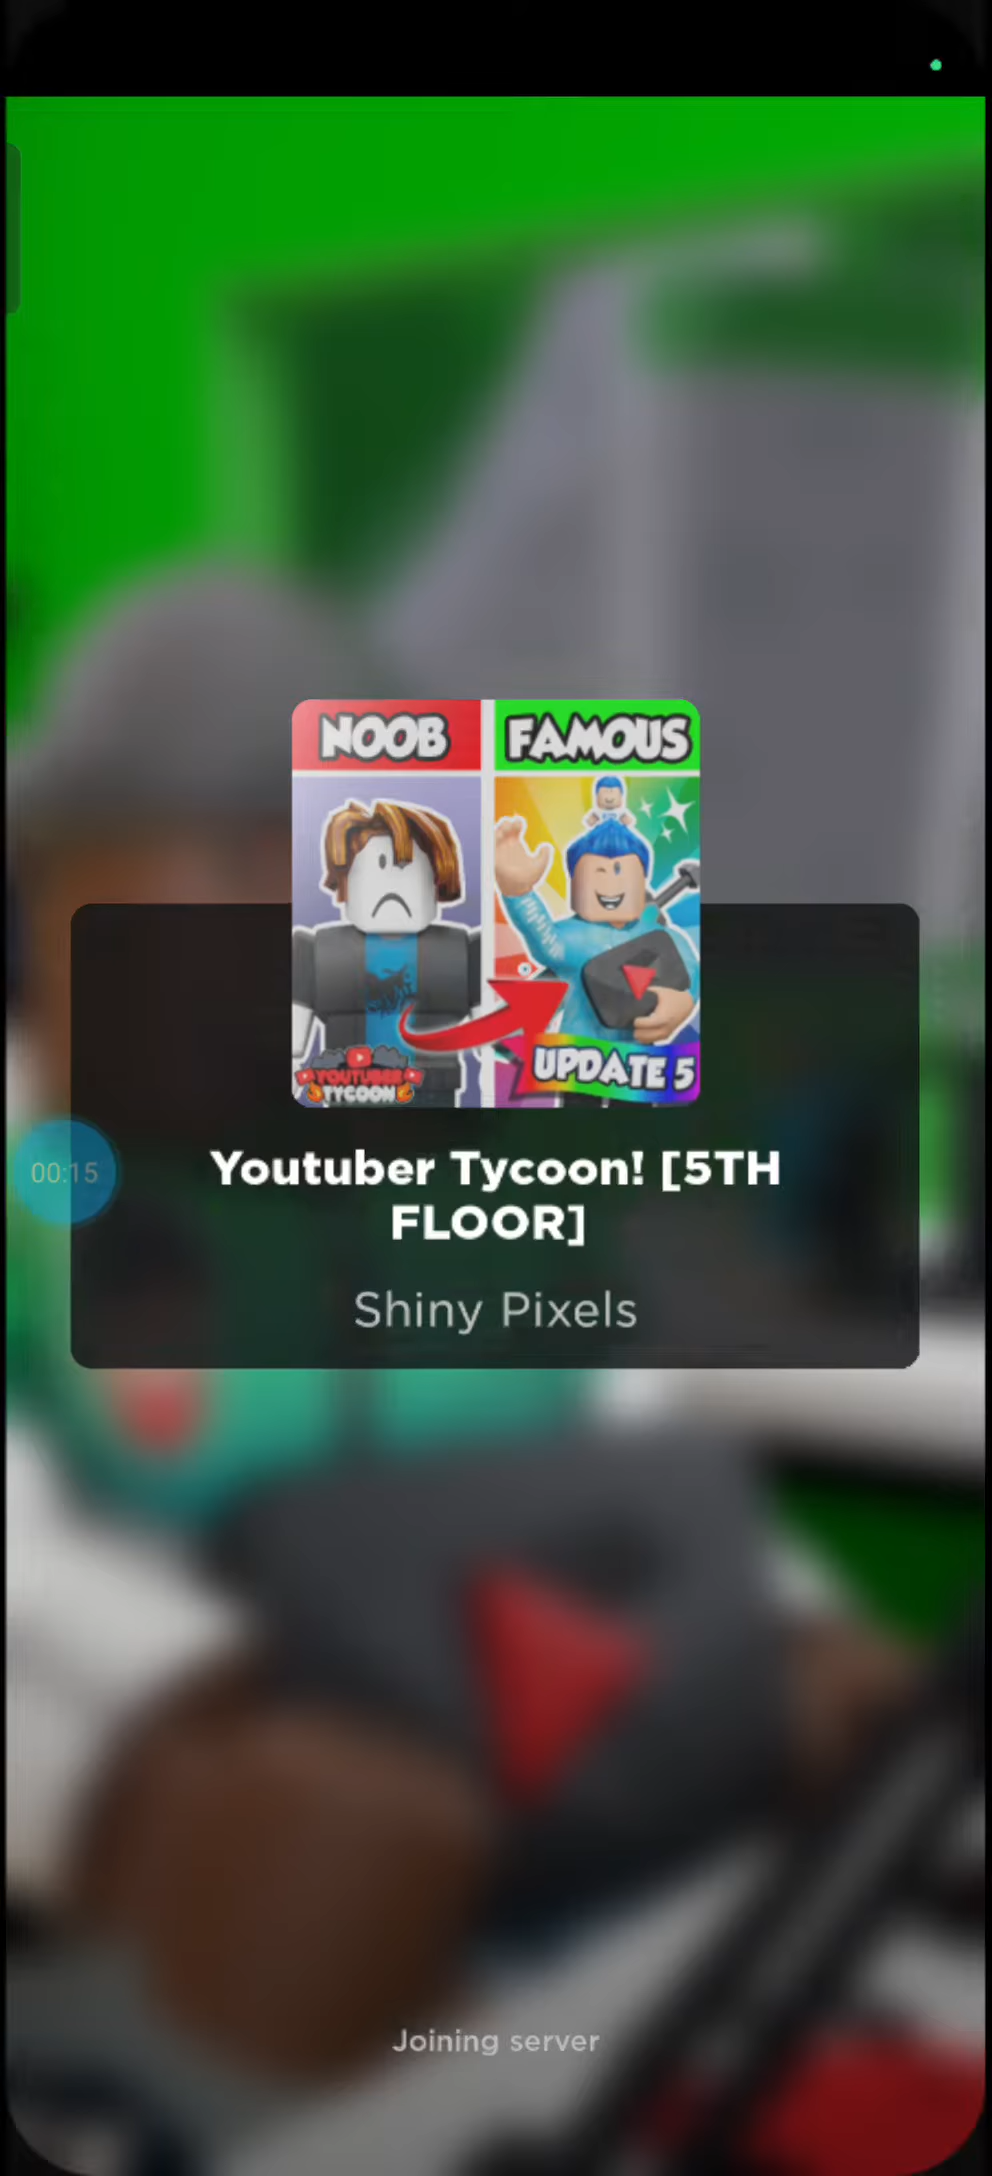 NOOB
FAMOUS
YOUTUBER
TYCOON
UPDATE 5
Youtuber Tycoon! [5TH
FLOOR]
00:15
Shiny Pixels
Joining server